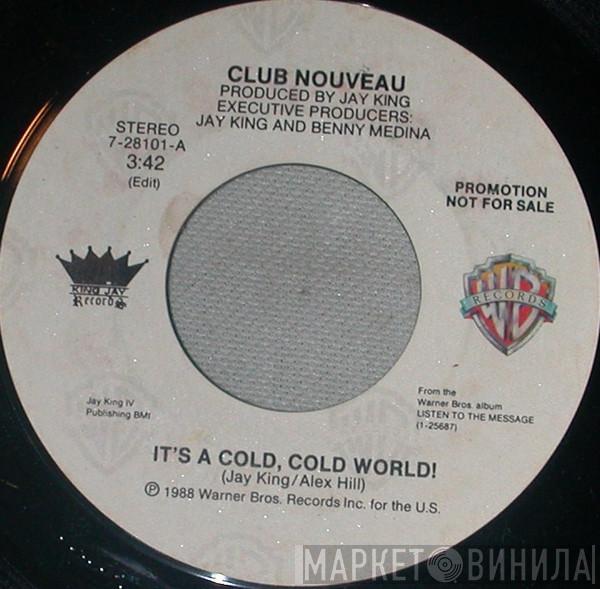 CLUB NOUVEAU
PRODUCED BY JAY KING
EXECUTIVE PRODUCERS:
JAY KING AND BENNY MEDINA
STEREO
7-28101-A
3:42
(Edit)
PROMOTION
NOT FOR SALE
KING JAY
Records
WB
RECORDS
Jay King IV
Publishing BMI
From the
Warner Bros. album
LISTEN TO THE MESSAGE
(1-25687)
IT'S A COLD, COLD WORLD!
(Jay King/Alex Hill)
℗ 1988 Warner Bros. Records Inc. for the U.S.
МАРКЕТ ВИНИЛА